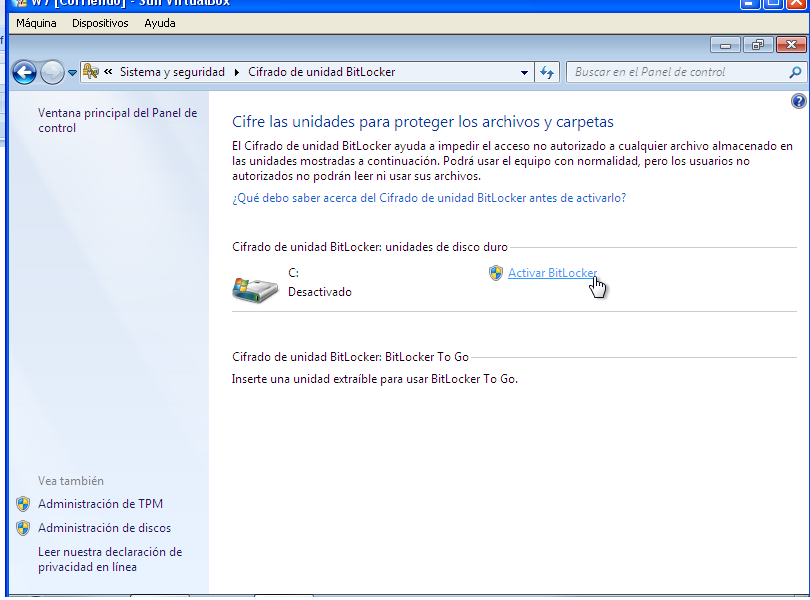 W7 [Corriendo] - Sun VirtualBox
Máquina Dispositivos Ayuda
« Sistema y seguridad Cifrado de unidad BitLocker Buscar en el Panel de control
Ventana principal del Panel de
control
Cifre las unidades para proteger los archivos y carpetas
El Cifrado de unidad BitLocker ayuda a impedir el acceso no autorizado a cualquier archivo almacenado en
las unidades mostradas a continuación. Podrá usar el equipo con normalidad, pero los usuarios no
autorizados no podrán leer ni usar sus archivos.
¿Qué debo saber acerca del Cifrado de unidad BitLocker antes de activarlo?
Cifrado de unidad BitLocker: unidades de disco duro
C:
Desactivado
Activar BitLocker
Cifrado de unidad BitLocker: BitLocker To Go
Inserte una unidad extraíble para usar BitLocker To Go.
Vea también
Administración de TPM
Administración de discos
Leer nuestra declaración de
privacidad en línea